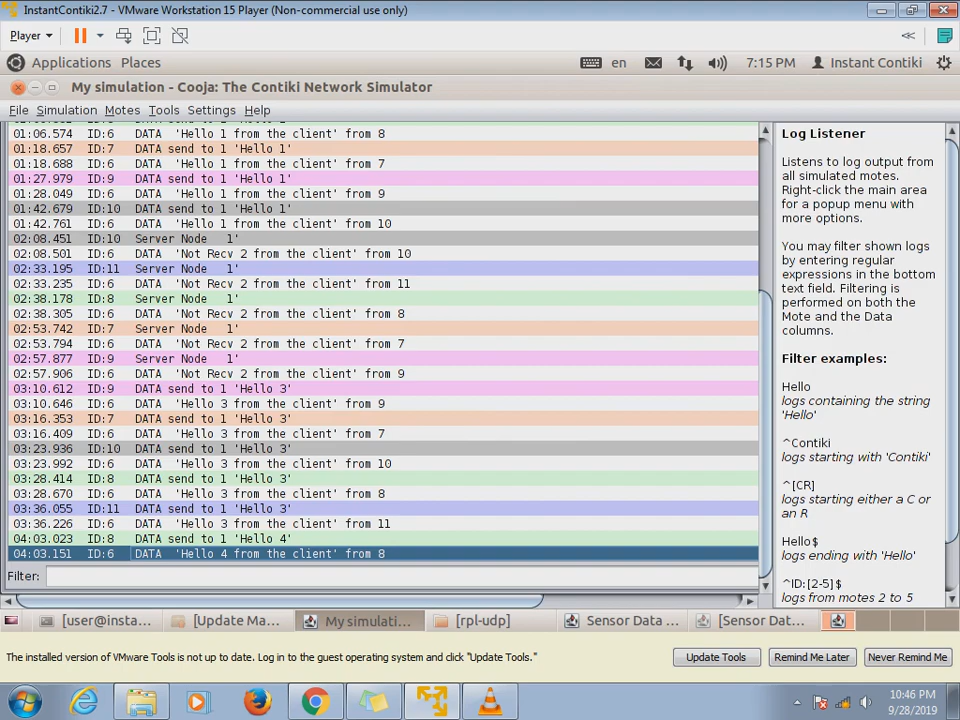 InstantContiki2.7 - VMware Workstation 15 Player (Non-commercial use only)
Player
Applications Places en 7:15 PM Instant Contiki
My simulation - Cooja: The Contiki Network Simulator
File Simulation Motes Tools Settings Help
01:06.574 ID:6 DATA 'Hello 1 from the client' from 8
01:18.657 ID:7 DATA send to 1 'Hello 1'
01:18.688 ID:6 DATA 'Hello 1 from the client' from 7
01:27.979 ID:9 DATA send to 1 'Hello 1'
01:28.049 ID:6 DATA 'Hello 1 from the client' from 9
01:42.679 ID:10 DATA send to 1 'Hello 1'
01:42.761 ID:6 DATA 'Hello 1 from the client' from 10
02:08.451 ID:10 Server Node 1'
02:08.501 ID:6 DATA 'Not Recv 2 from the client' from 10
02:33.195 ID:11 Server Node 1'
02:33.235 ID:6 DATA 'Not Recv 2 from the client' from 11
02:38.178 ID:8 Server Node 1'
02:38.305 ID:6 DATA 'Not Recv 2 from the client' from 8
02:53.742 ID:7 Server Node 1'
02:53.794 ID:6 DATA 'Not Recv 2 from the client' from 7
02:57.877 ID:9 Server Node 1'
02:57.906 ID:6 DATA 'Not Recv 2 from the client' from 9
03:10.612 ID:9 DATA send to 1 'Hello 3'
03:10.646 ID:6 DATA 'Hello 3 from the client' from 9
03:16.353 ID:7 DATA send to 1 'Hello 3'
03:16.409 ID:6 DATA 'Hello 3 from the client' from 7
03:23.936 ID:10 DATA send to 1 'Hello 3'
03:23.992 ID:6 DATA 'Hello 3 from the client' from 10
03:28.414 ID:8 DATA send to 1 'Hello 3'
03:28.670 ID:6 DATA 'Hello 3 from the client' from 8
03:36.055 ID:11 DATA send to 1 'Hello 3'
03:36.226 ID:6 DATA 'Hello 3 from the client' from 11
04:03.023 ID:8 DATA send to 1 'Hello 4'
04:03.151 ID:6 DATA 'Hello 4 from the client' from 8
Filter:
Log Listener
Listens to log output from
all simulated motes.
Right-click the main area
for a popup menu with
more options.
You may filter shown logs
by entering regular
expressions in the bottom
text field. Filtering is
performed on both the
Mote and the Data
columns.
Filter examples:
Hello
logs containing the string
'Hello'
^Contiki
logs starting with 'Contiki'
^[CR]
logs starting either a C or
an R
Hello$
logs ending with 'Hello'
^ID:[2-5]$
logs from motes 2 to 5
[user@insta... [Update Ma... My simulati... [rpl-udp] Sensor Data ... [Sensor Dat...
The installed version of VMware Tools is not up to date. Log in to the guest operating system and click "Update Tools."
Update Tools Remind Me Later Never Remind Me
10:46 PM
9/28/2019